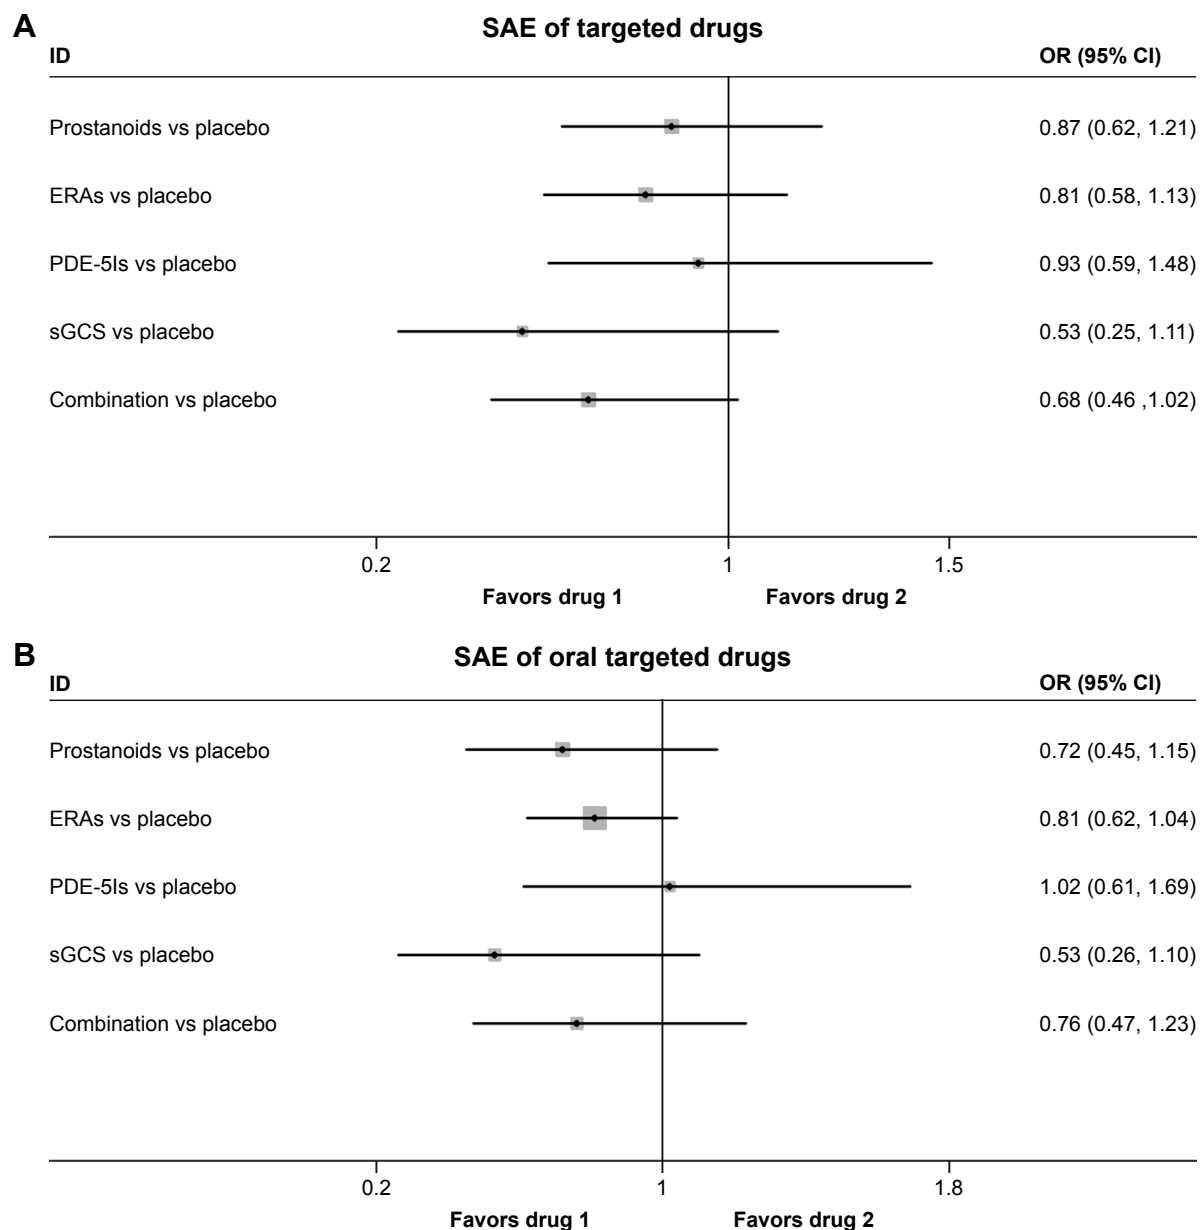 A
SAE of targeted drugs
ID OR (95% CI)
Prostanoids vs placebo 0.87 (0.62, 1.21)
ERAs vs placebo 0.81 (0.58, 1.13)
PDE-5Is vs placebo 0.93 (0.59, 1.48)
sGCS vs placebo 0.53 (0.25, 1.11)
Combination vs placebo 0.68 (0.46 ,1.02)
0.2 1 1.5
Favors drug 1 Favors drug 2
B
SAE of oral targeted drugs
ID OR (95% CI)
Prostanoids vs placebo 0.72 (0.45, 1.15)
ERAs vs placebo 0.81 (0.62, 1.04)
PDE-5Is vs placebo 1.02 (0.61, 1.69)
sGCS vs placebo 0.53 (0.26, 1.10)
Combination vs placebo 0.76 (0.47, 1.23)
0.2 1 1.8
Favors drug 1 Favors drug 2